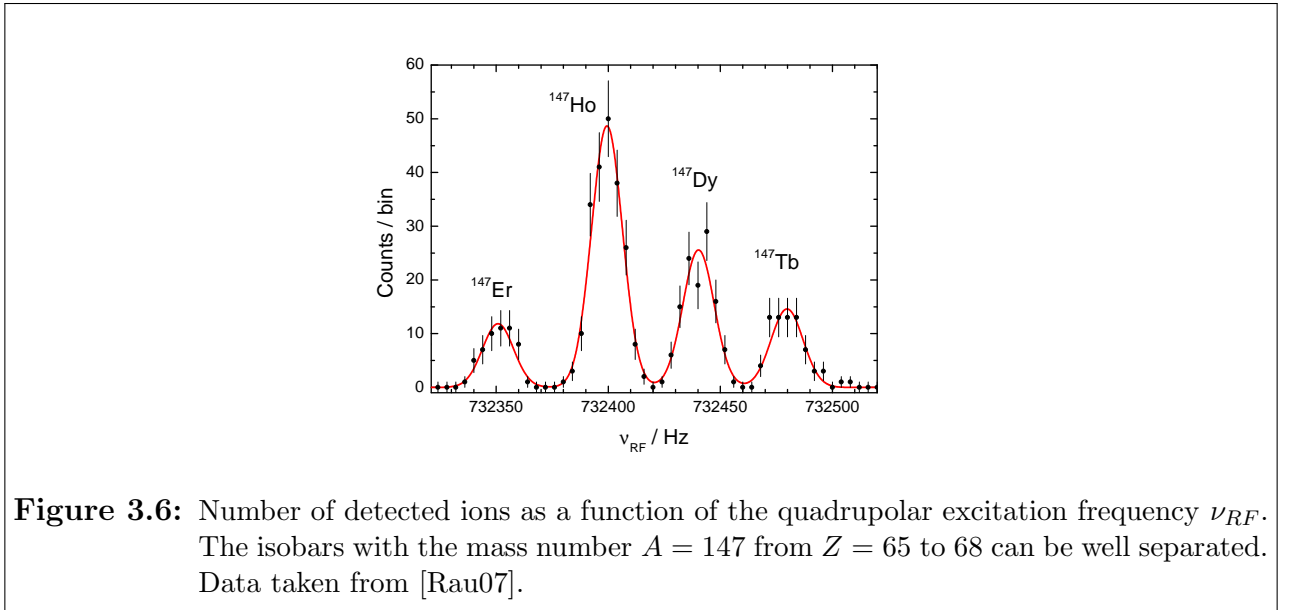 60
50
40
30
20
10
0
Counts / bin
147Ho
147Dy
147Tb
147Er
732350 732400 732450 732500
νRF / Hz
Figure 3.6: Number of detected ions as a function of the quadrupolar excitation frequency νRF.
The isobars with the mass number A = 147 from Z = 65 to 68 can be well separated.
Data taken from [Rau07].